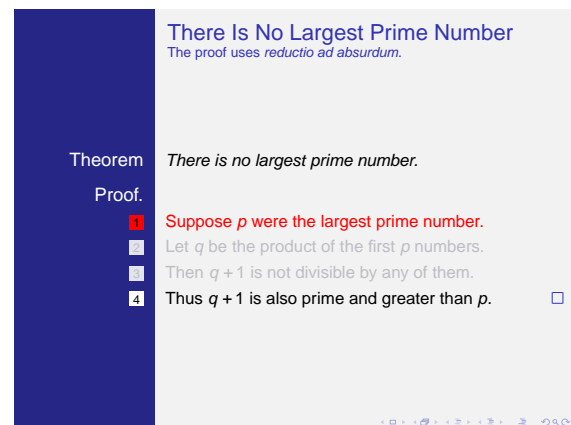 There Is No Largest Prime Number
The proof uses reductio ad absurdum.
Theorem There is no largest prime number.
Proof.
1 Suppose p were the largest prime number.
2 Let q be the product of the first p numbers.
3 Then q + 1 is not divisible by any of them.
4 Thus q + 1 is also prime and greater than p. □